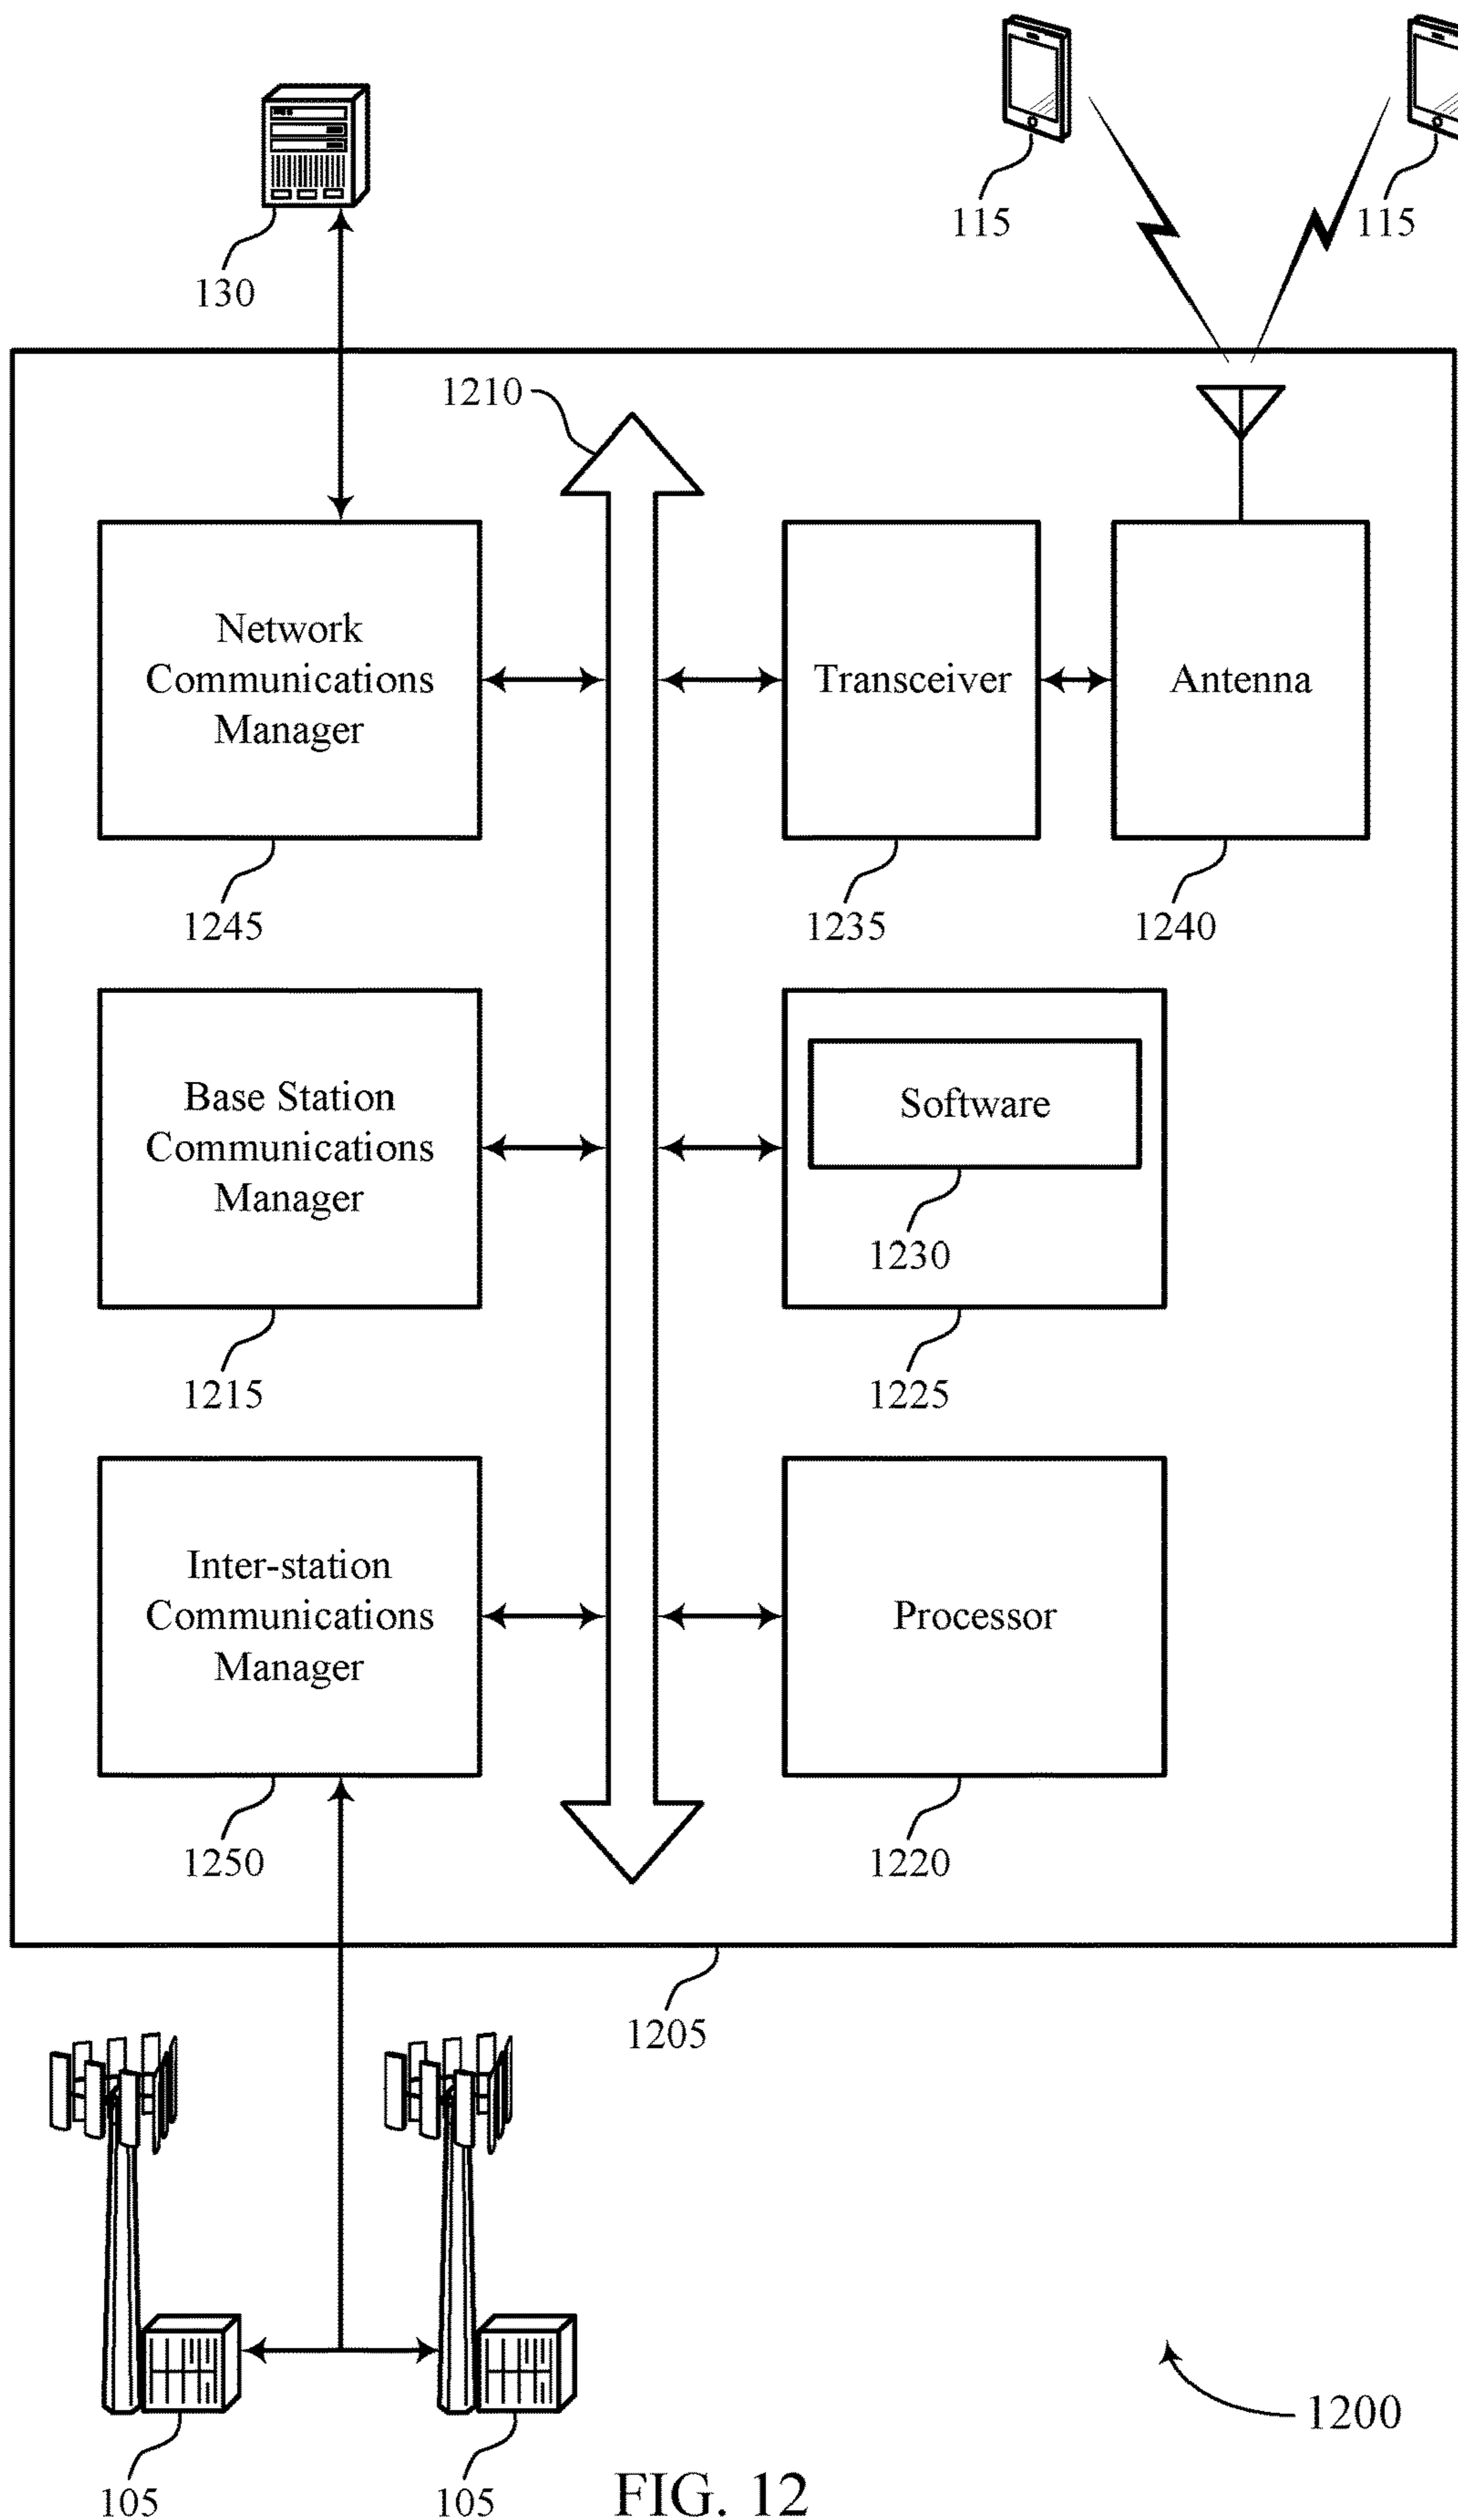 115
115
130
1210
Network
Communications
Manager
Transceiver
Antenna
1245
1235
1240
Base Station
Communications
Manager
Software
1230
1215
1225
Inter-station
Communications
Manager
Processor
1250
1220
1205
1200
105
105
FIG. 12